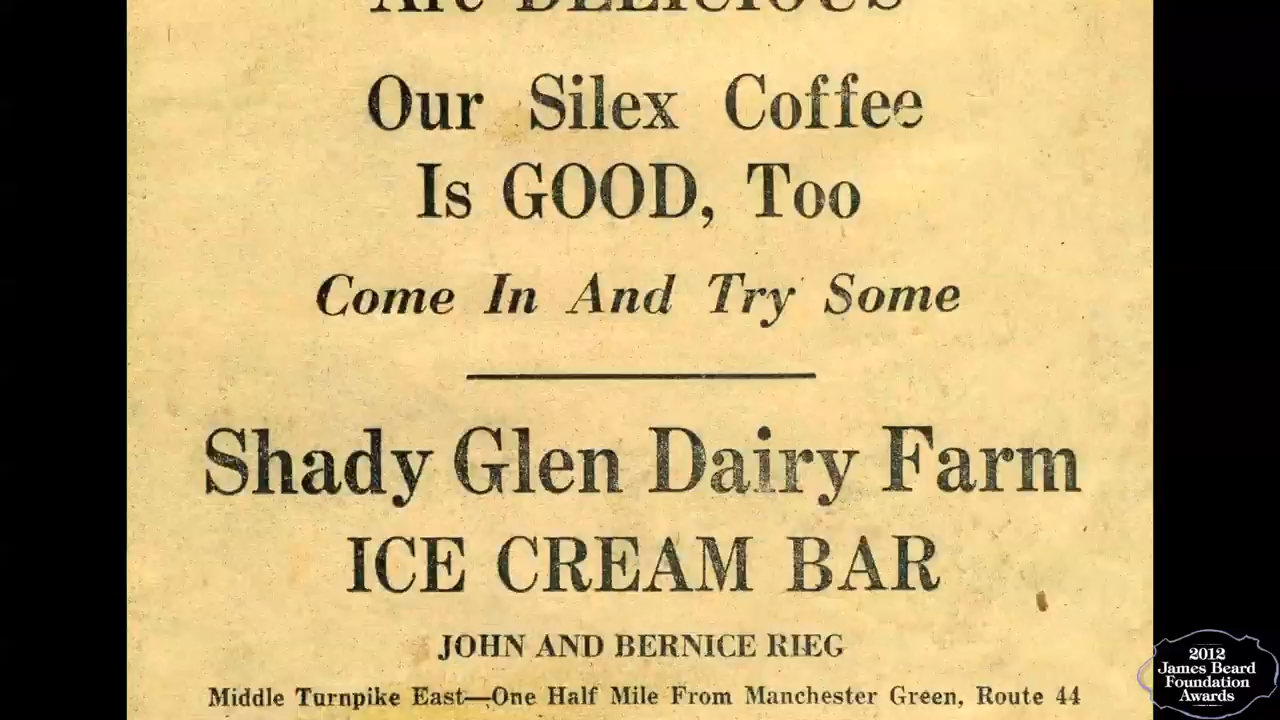 Are DELICIOUS
Our Silex Coffee
Is GOOD, Too
Come In And Try Some
Shady Glen Dairy Farm
ICE CREAM BAR
JOHN AND BERNICE RIEG
Middle Turnpike East—One Half Mile From Manchester Green, Route 44
2012
James Beard
Foundation
Awards